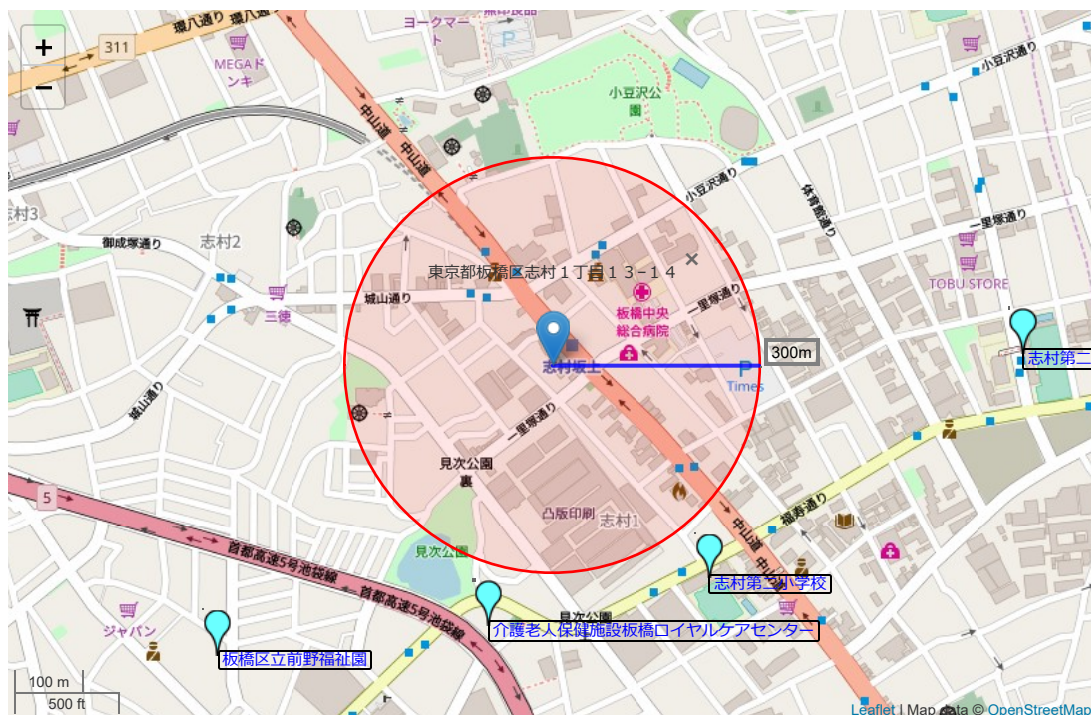 環八通り
環八通り
311
+
−
MEGAド
ンキ
ヨークマー
ト
無印良品
P
小豆沢通り
小豆沢公
園
中山道
中山道
小豆沢通り
体育館通り
一里塚通り
志村3
御成塚通り
志村2
東京都板橋区志村１丁目１３−１４
×
TOBU STORE
城山通り
三徳
板橋中央
総合病院
一里塚通り
志村坂上
300m
P
Times
志村第二
城山通り
一里塚通り
見次公園
裏
5
凸版印刷
志村1
福寿通り
中山道
首都高速5号池袋線
見次公園
首都高速5号池袋線
志村第二小学校
見次公園
ジャパン
介護老人保健施設板橋ロイヤルケアセンター
板橋区立前野福祉園
100 m
500 ft
Leaflet | Map data © OpenStreetMap